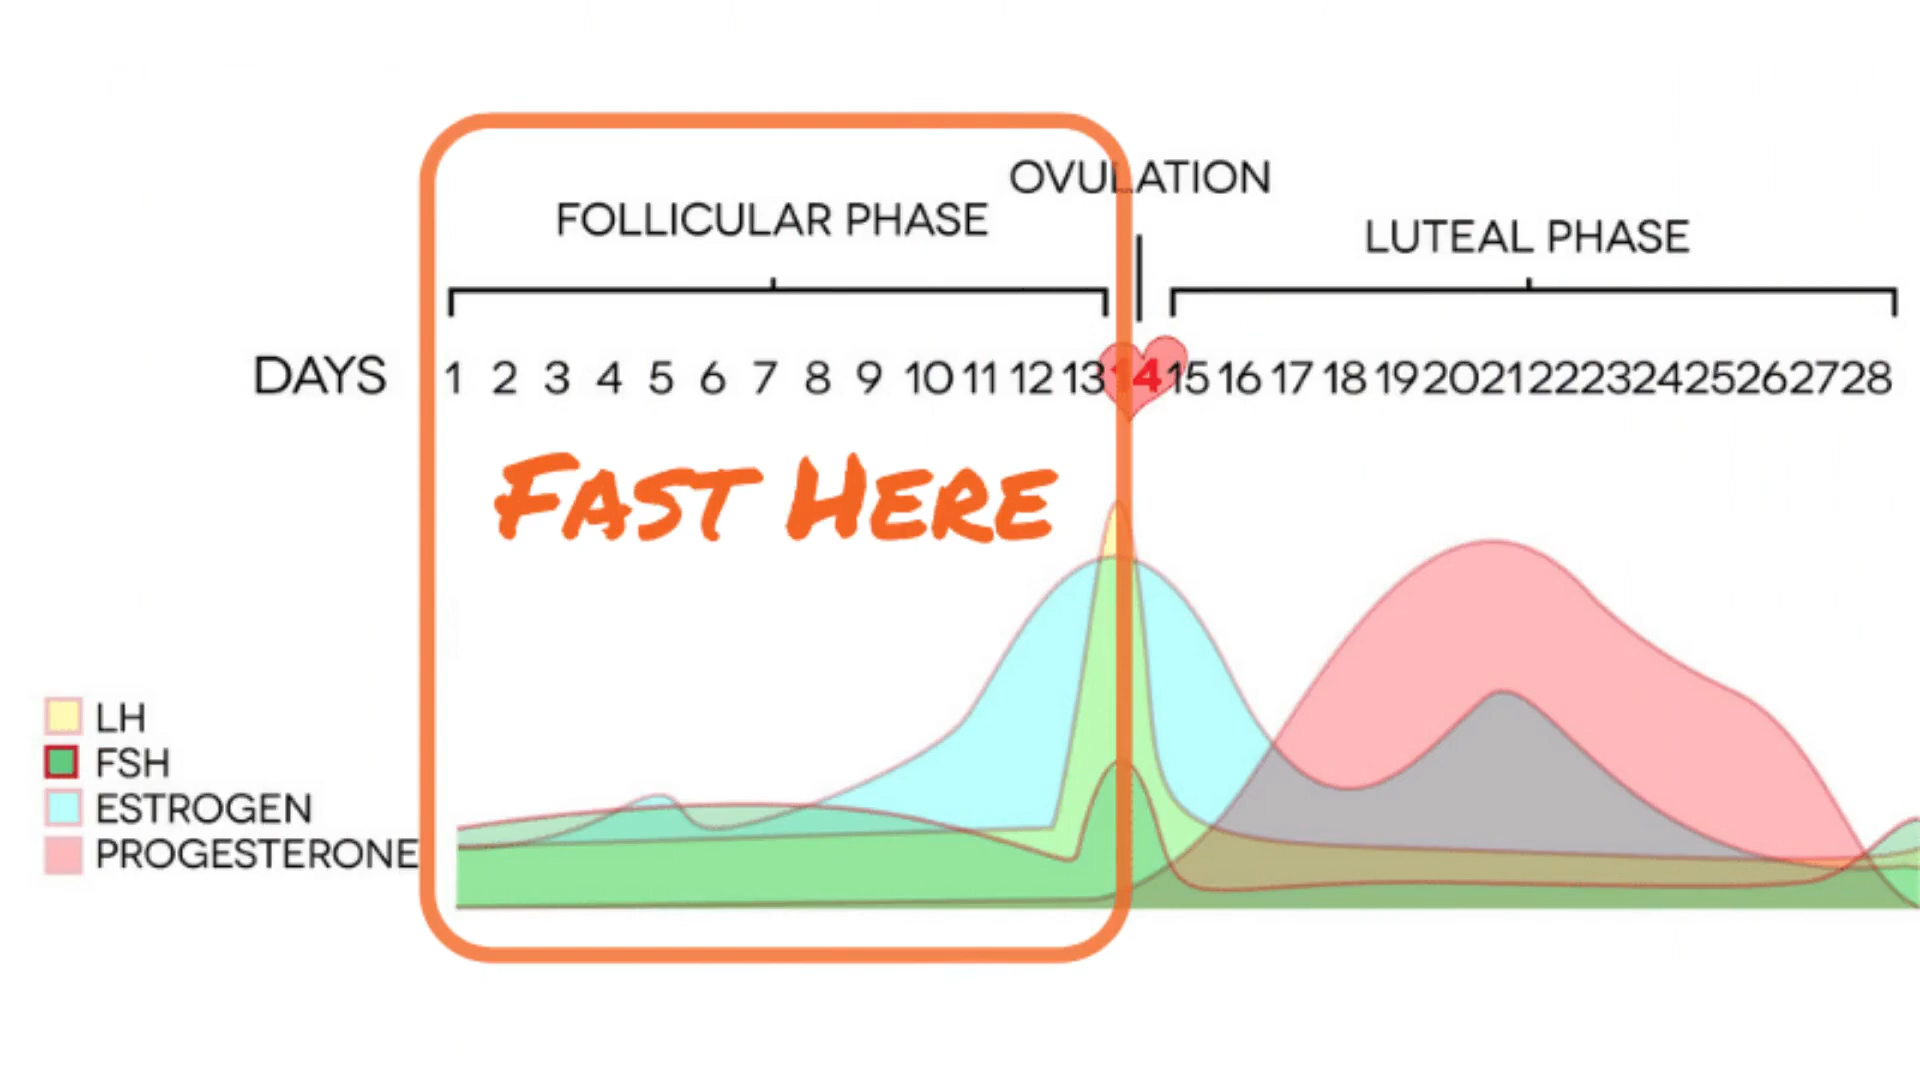 OVULATION
FOLLICULAR PHASE
LUTEAL PHASE
DAYS 1 2 3 4 5 6 7 8 9 10 11 12 13 14 15 16 17 18 19 20 21 22 23 24 25 26 27 28
FAST HERE
LH
FSH
ESTROGEN
PROGESTERONE